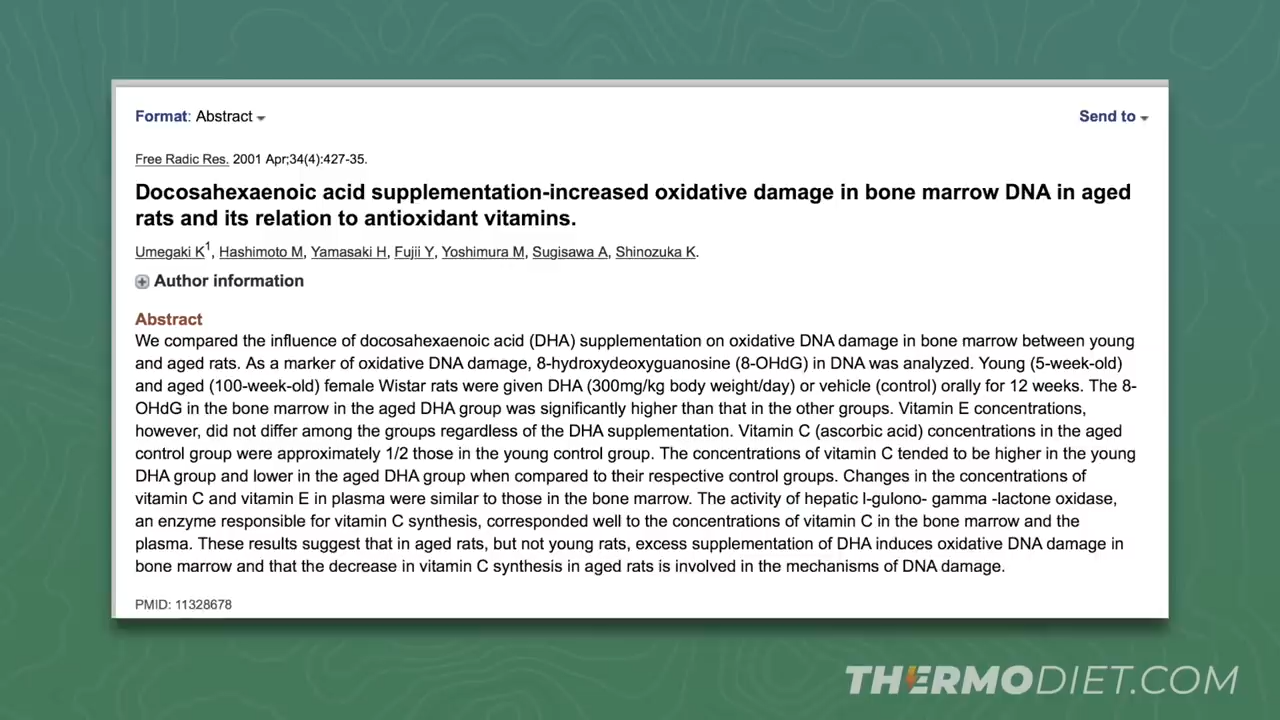 Format: Abstract
Send to
Free Radic Res. 2001 Apr;34(4):427-35.
Docosahexaenoic acid supplementation-increased oxidative damage in bone marrow DNA in aged
rats and its relation to antioxidant vitamins.
Umegaki K1, Hashimoto M, Yamasaki H, Fujii Y, Yoshimura M, Sugisawa A, Shinozuka K.
Author information
Abstract
We compared the influence of docosahexaenoic acid (DHA) supplementation on oxidative DNA damage in bone marrow between young
and aged rats. As a marker of oxidative DNA damage, 8-hydroxydeoxyguanosine (8-OHdG) in DNA was analyzed. Young (5-week-old)
and aged (100-week-old) female Wistar rats were given DHA (300mg/kg body weight/day) or vehicle (control) orally for 12 weeks. The 8-
OHdG in the bone marrow in the aged DHA group was significantly higher than that in the other groups. Vitamin E concentrations,
however, did not differ among the groups regardless of the DHA supplementation. Vitamin C (ascorbic acid) concentrations in the aged
control group were approximately 1/2 those in the young control group. The concentrations of vitamin C tended to be higher in the young
DHA group and lower in the aged DHA group when compared to their respective control groups. Changes in the concentrations of
vitamin C and vitamin E in plasma were similar to those in the bone marrow. The activity of hepatic l-gulono- gamma -lactone oxidase,
an enzyme responsible for vitamin C synthesis, corresponded well to the concentrations of vitamin C in the bone marrow and the
plasma. These results suggest that in aged rats, but not young rats, excess supplementation of DHA induces oxidative DNA damage in
bone marrow and that the decrease in vitamin C synthesis in aged rats is involved in the mechanisms of DNA damage.
PMID: 11328678
THERMODIET.COM